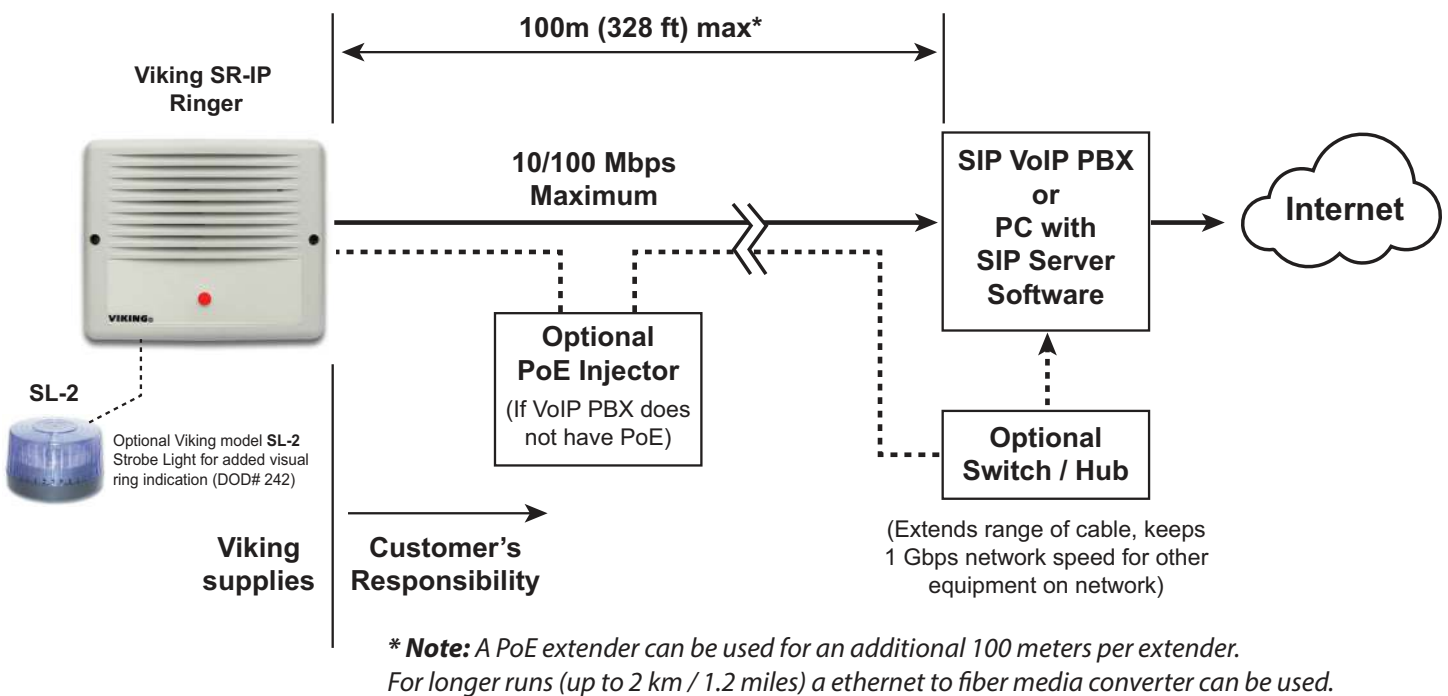 100m (328 ft) max*
Viking SR-IP
Ringer
10/100 Mbps
Maximum
SIP VoIP PBX
or
PC with
SIP Server
Software
Internet
VIKING®
Optional
PoE Injector
(If VoIP PBX does
not have PoE)
SL-2
Optional Viking model SL-2
Strobe Light for added visual
ring indication (DOD# 242)
Optional
Switch / Hub
(Extends range of cable, keeps
1 Gbps network speed for other
equipment on network)
Viking
supplies
Customer’s
Responsibility
* Note: A PoE extender can be used for an additional 100 meters per extender.
For longer runs (up to 2 km / 1.2 miles) a ethernet to fiber media converter can be used.